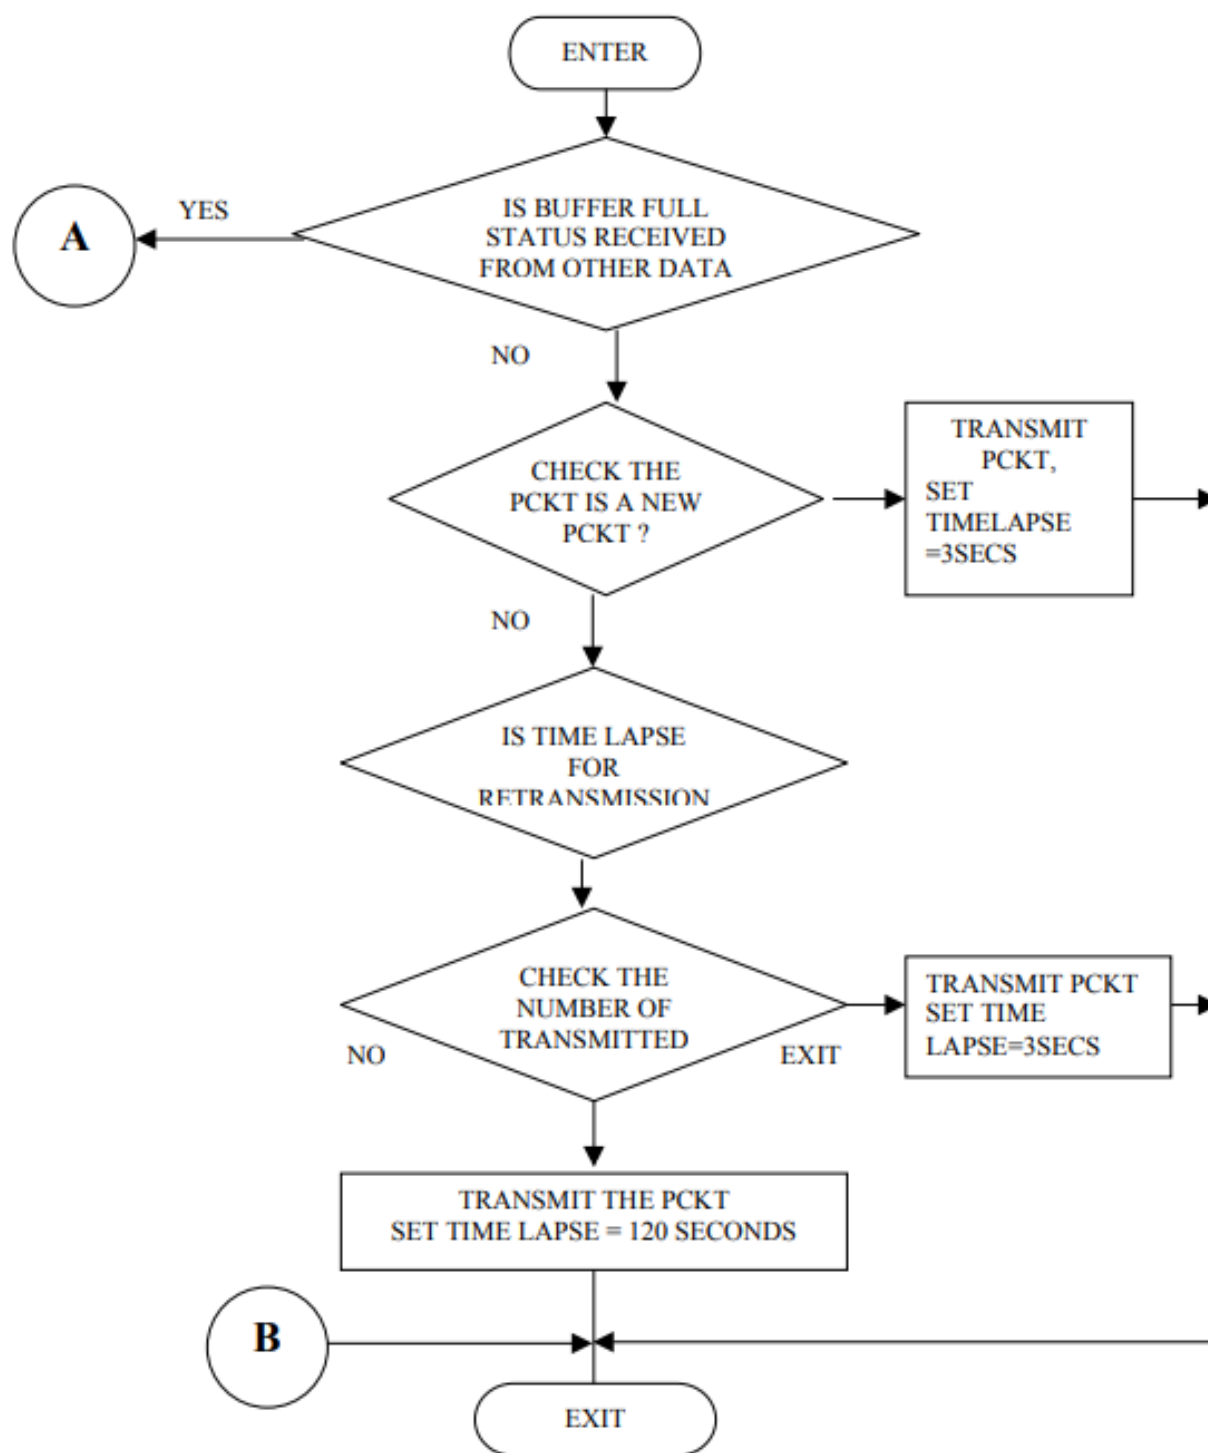 ENTER
YES
A
IS BUFFER FULL
STATUS RECEIVED
FROM OTHER DATA
NO
CHECK THE
PCKT IS A NEW
PCKT ?
TRANSMIT
PCKT,
SET
TIMELAPSE
=3SECS
NO
IS TIME LAPSE
FOR
RETRANSMISSION
CHECK THE
NUMBER OF
TRANSMITTED
NO
EXIT
TRANSMIT PCKT
SET TIME
LAPSE=3SECS
TRANSMIT THE PCKT
SET TIME LAPSE = 120 SECONDS
B
EXIT